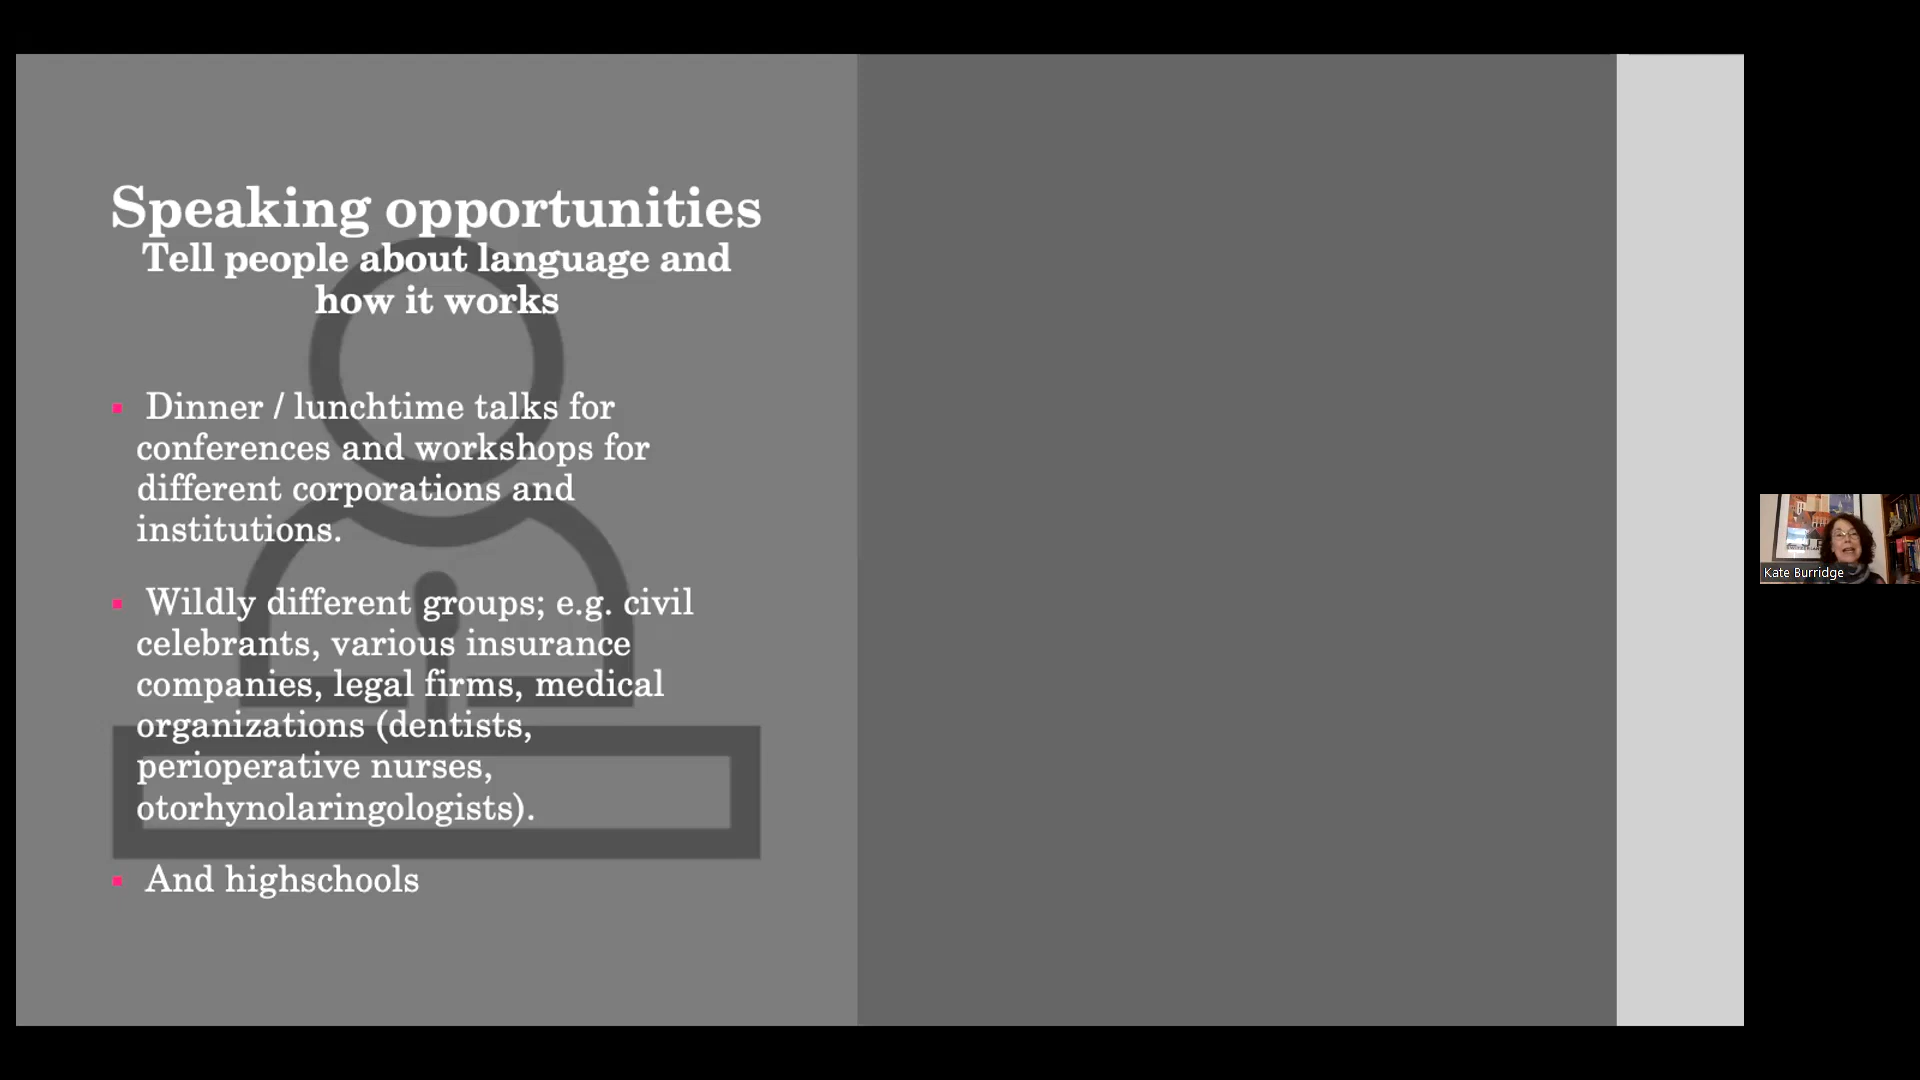 Speaking opportunities
Tell people about language and
how it works
▪ Dinner / lunchtime talks for
conferences and workshops for
different corporations and
institutions.
▪ Wildly different groups; e.g. civil
celebrants, various insurance
companies, legal firms, medical
organizations (dentists,
perioperative nurses,
otorhynolaringologists).
▪ And highschools
Kate Burridge